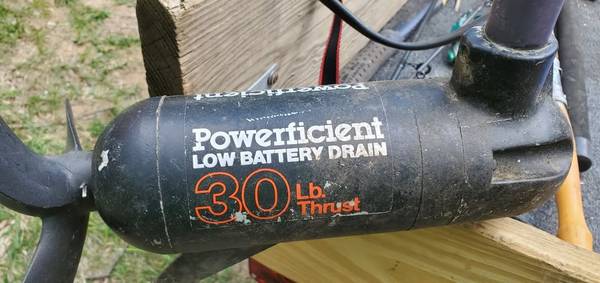 Powerficient
Powerficient
LOW BATTERY DRAIN
30 Lb.
Thrust